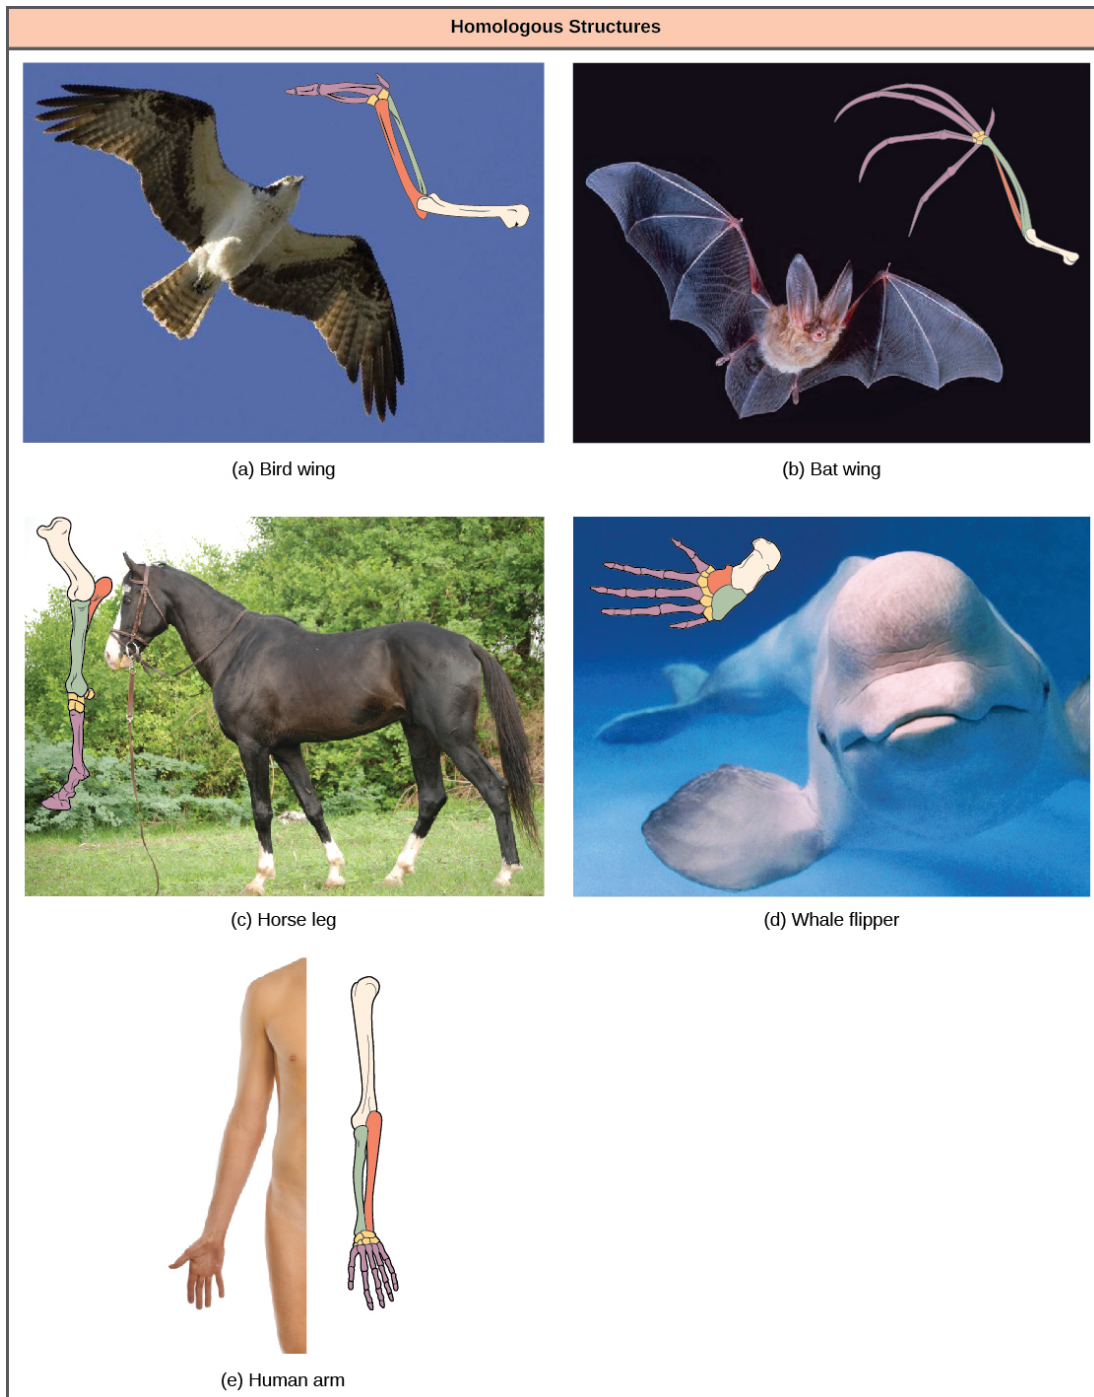 Homologous Structures
(a) Bird wing
(b) Bat wing
(c) Horse leg
(d) Whale flipper
(e) Human arm